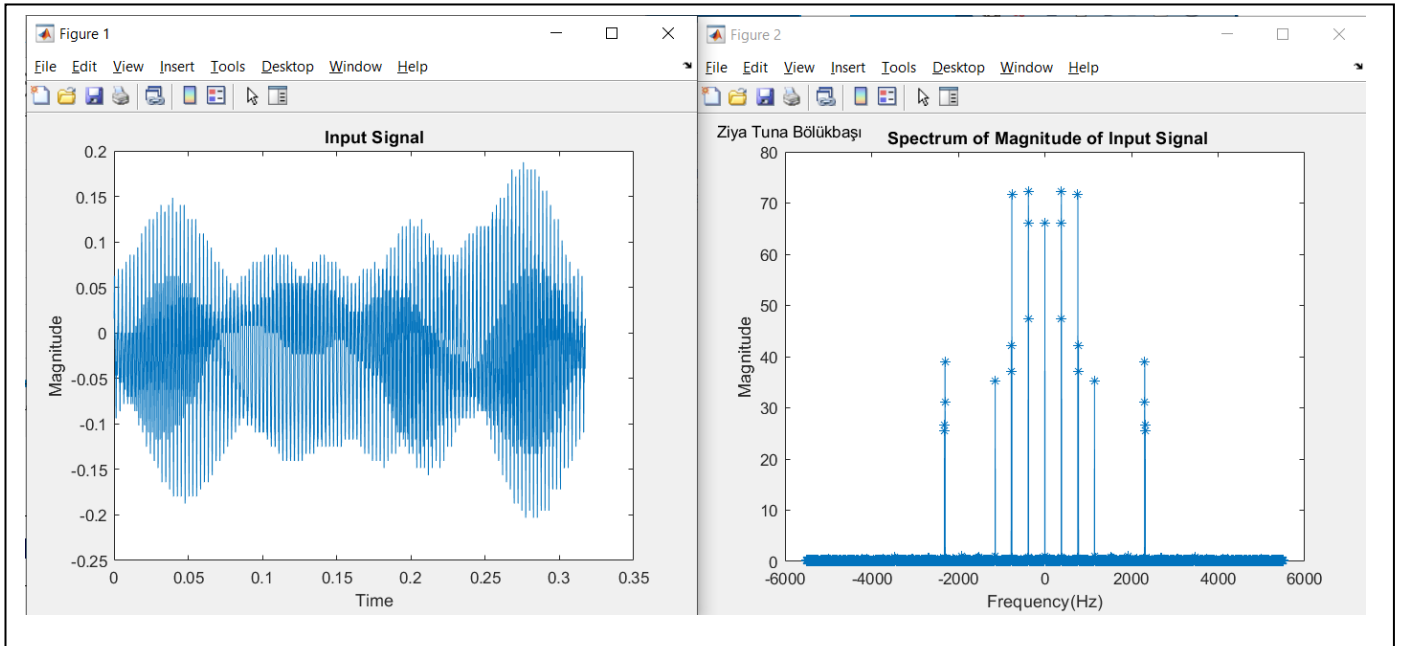 Figure 1
File Edit View Insert Tools Desktop Window Help
Input Signal
0.2
0.15
0.1
0.05
0
-0.05
-0.1
-0.15
-0.2
-0.25
Magnitude
0 0.05 0.1 0.15 0.2 0.25 0.3 0.35
Time
Figure 2
File Edit View Insert Tools Desktop Window Help
Ziya Tuna Bölükbaşı
Spectrum of Magnitude of Input Signal
80
70
60
50
40
30
20
10
0
Magnitude
-6000 -4000 -2000 0 2000 4000 6000
Frequency(Hz)